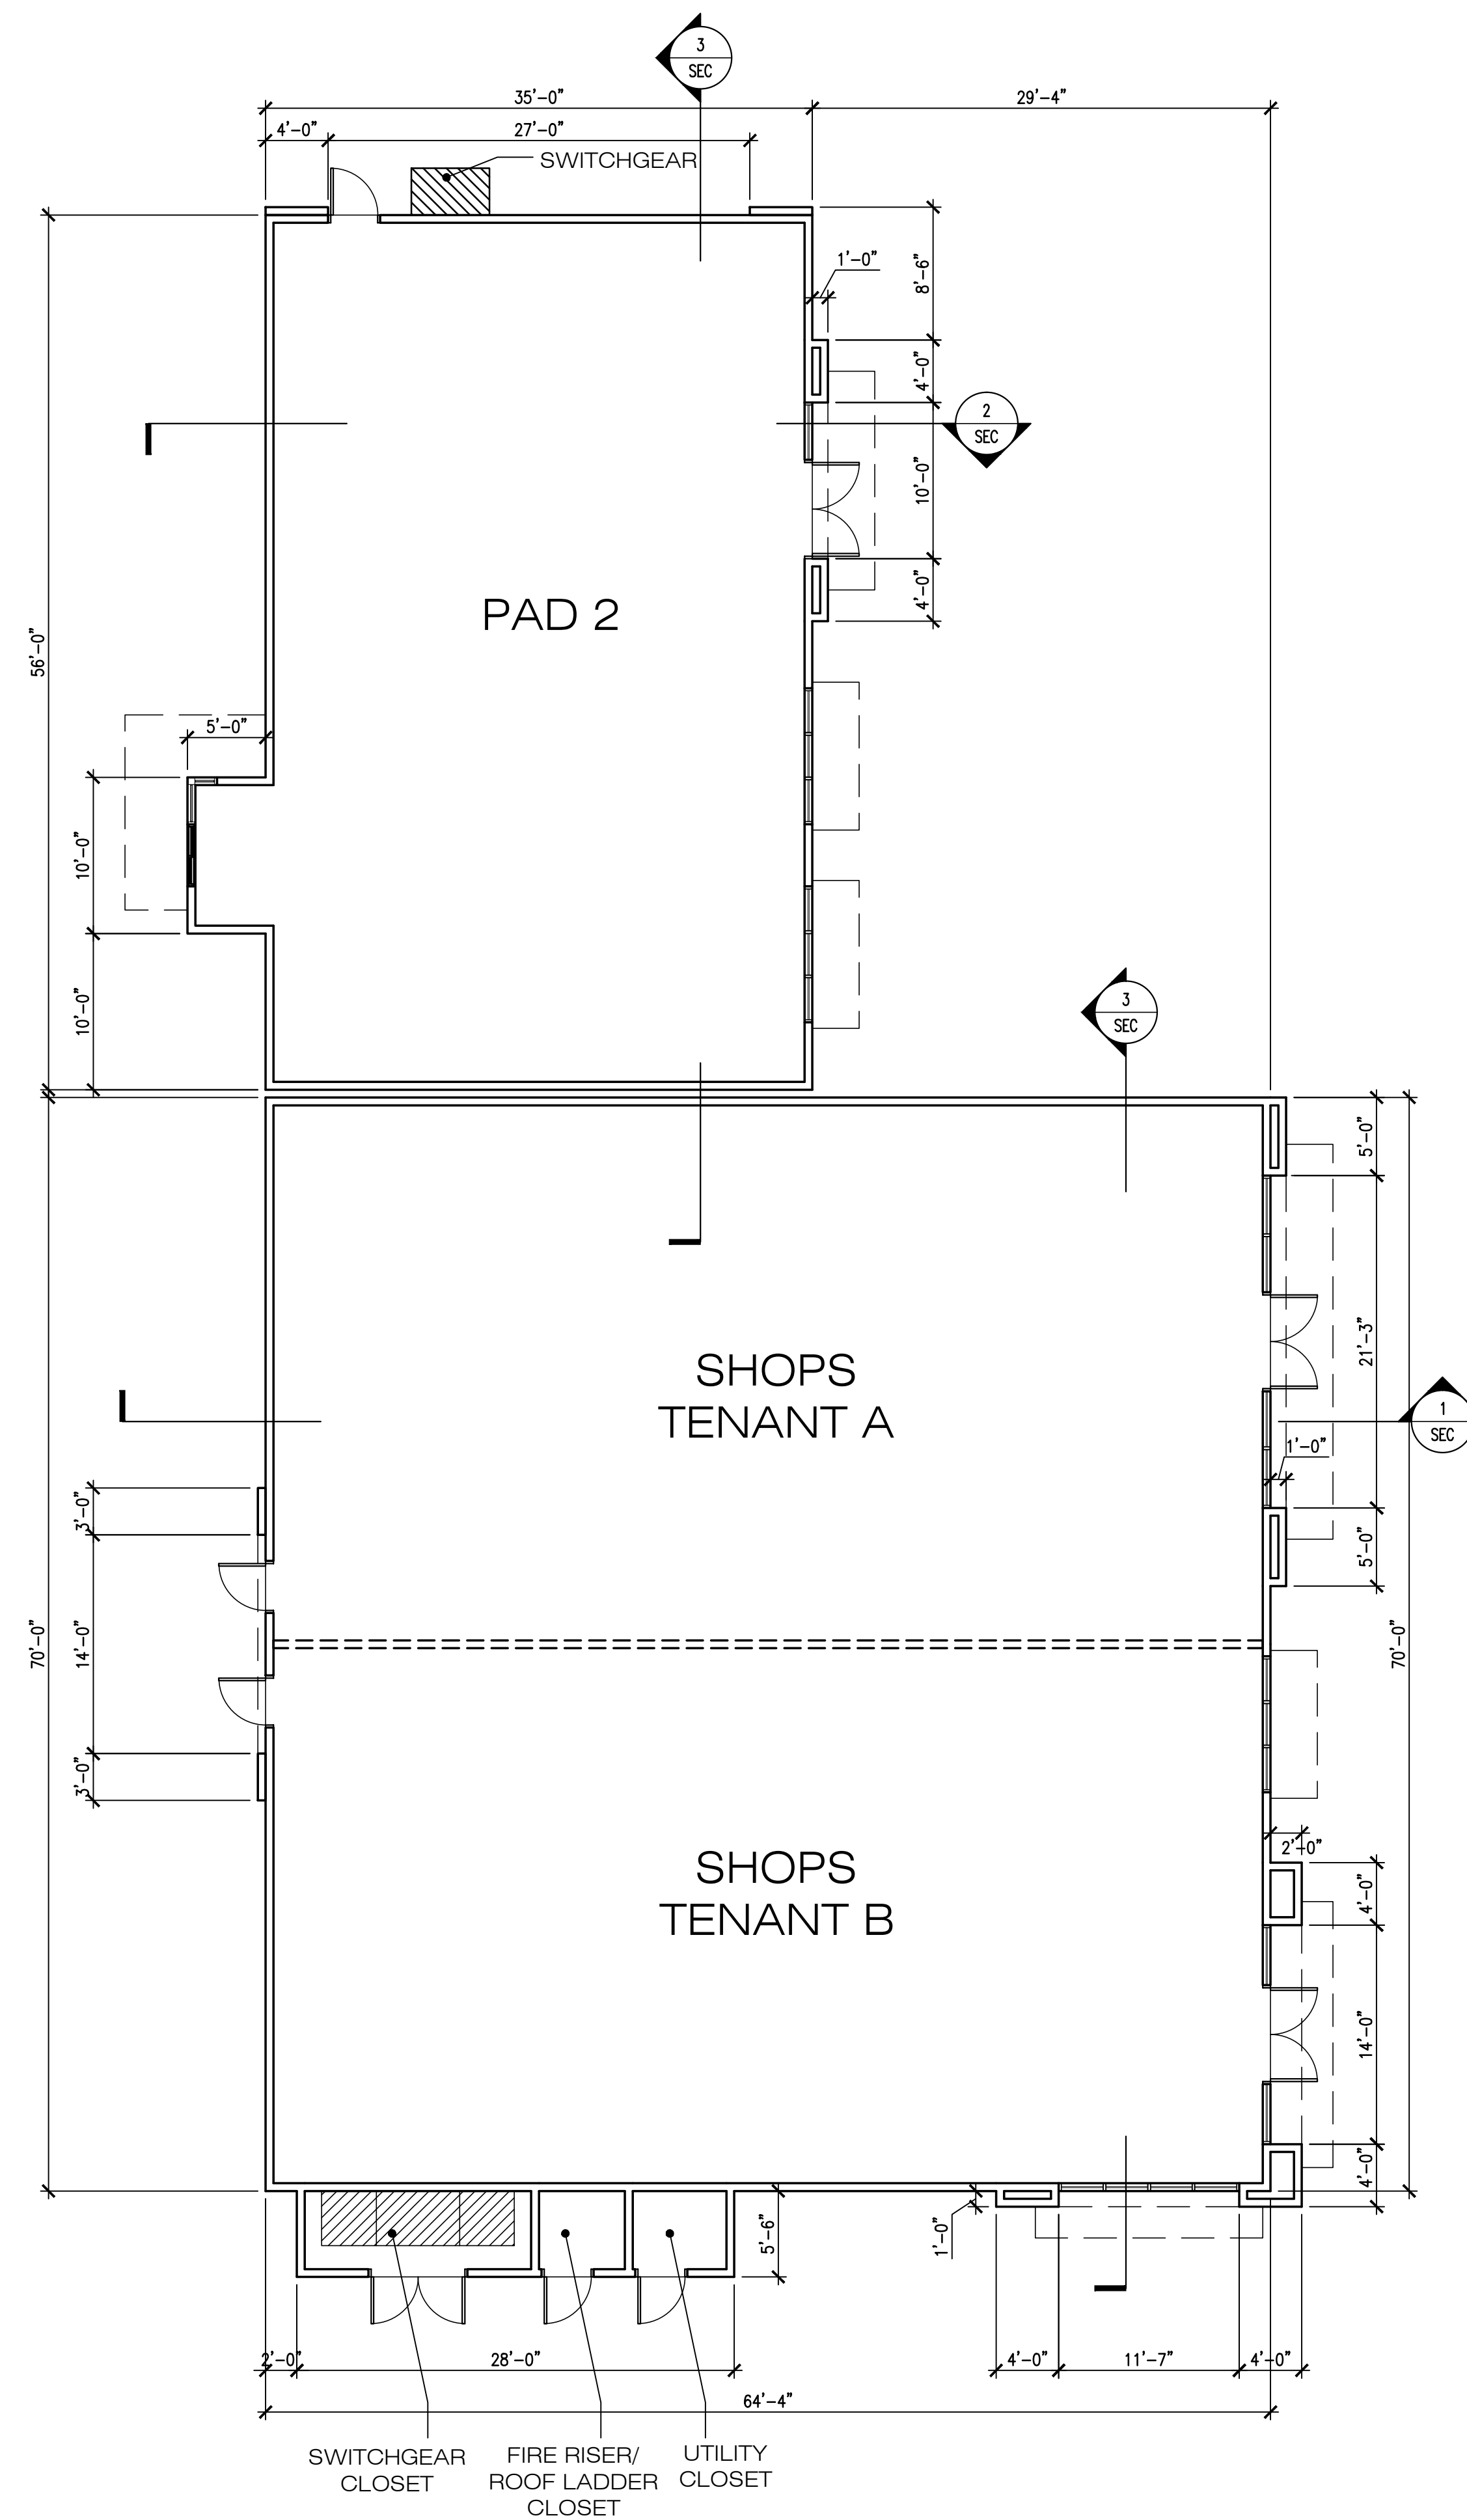 3
SEC
35'-0"
29'-4"
4'-0"
27'-0"
SWITCHGEAR
1'-0"
8'-6"
4'-0"
2
SEC
10'-0"
4'-0"
PAD 2
56'-0"
5'-0"
10'-0"
10'-0"
3
SEC
5'-0"
21'-3"
SHOPS
TENANT A
1
SEC
1'-0"
3'-0"
5'-0"
14'-0"
70'-0"
70'-0"
3'-0"
2'-0"
SHOPS
TENANT B
4'-0"
14'-0"
4'-0"
5'-6"
1'-0"
2'-0"
28'-0"
4'-0"
11'-7"
4'-0"
64'-4"
SWITCHGEAR
CLOSET
FIRE RISER/
ROOF LADDER
CLOSET
UTILITY
CLOSET